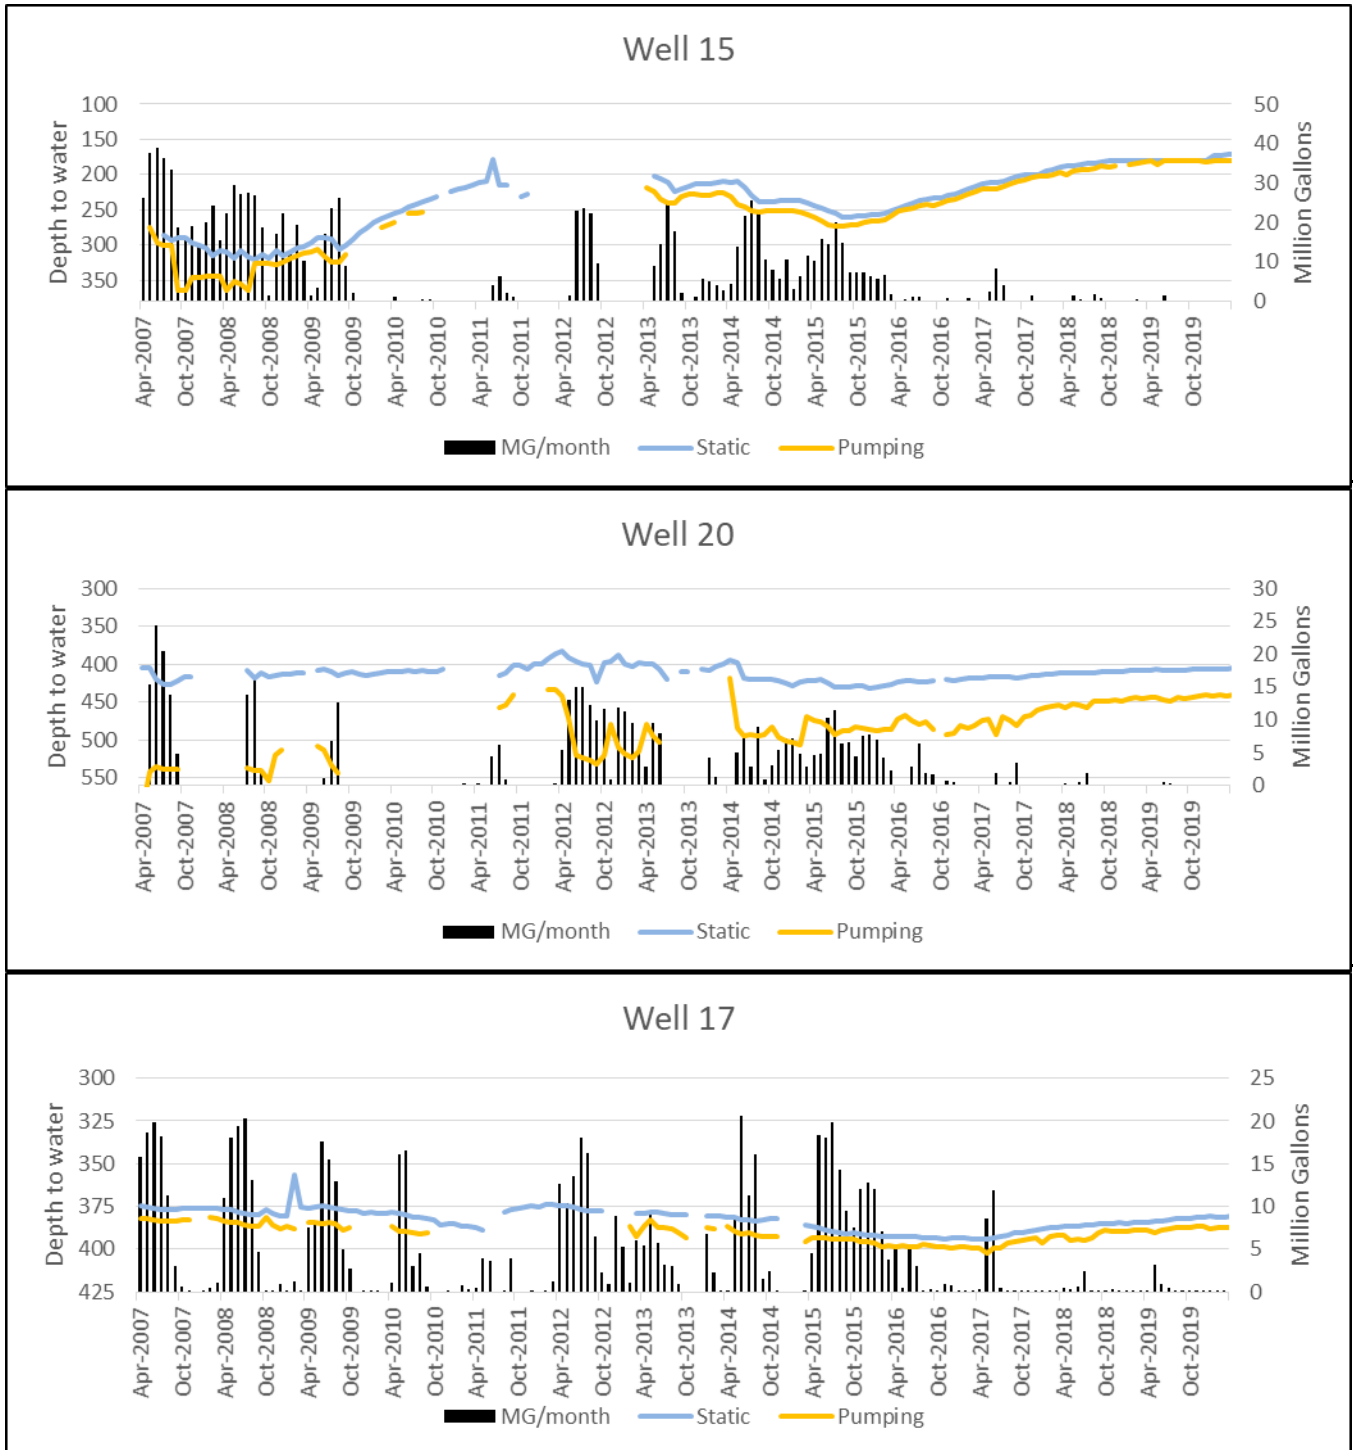 Well 15
Depth to water
100
150
200
250
300
350
50
40
30
20
10
0
Million Gallons
Apr-2007
Oct-2007
Apr-2008
Oct-2008
Apr-2009
Oct-2009
Apr-2010
Oct-2010
Apr-2011
Oct-2011
Apr-2012
Oct-2012
Apr-2013
Oct-2013
Apr-2014
Oct-2014
Apr-2015
Oct-2015
Apr-2016
Oct-2016
Apr-2017
Oct-2017
Apr-2018
Oct-2018
Apr-2019
Oct-2019
MG/month Static Pumping
Well 20
Depth to water
300
350
400
450
500
550
30
25
20
15
10
5
0
Million Gallons
Apr-2007
Oct-2007
Apr-2008
Oct-2008
Apr-2009
Oct-2009
Apr-2010
Oct-2010
Apr-2011
Oct-2011
Apr-2012
Oct-2012
Apr-2013
Oct-2013
Apr-2014
Oct-2014
Apr-2015
Oct-2015
Apr-2016
Oct-2016
Apr-2017
Oct-2017
Apr-2018
Oct-2018
Apr-2019
Oct-2019
MG/month Static Pumping
Well 17
Depth to water
300
325
350
375
400
425
25
20
15
10
5
0
Million Gallons
Apr-2007
Oct-2007
Apr-2008
Oct-2008
Apr-2009
Oct-2009
Apr-2010
Oct-2010
Apr-2011
Oct-2011
Apr-2012
Oct-2012
Apr-2013
Oct-2013
Apr-2014
Oct-2014
Apr-2015
Oct-2015
Apr-2016
Oct-2016
Apr-2017
Oct-2017
Apr-2018
Oct-2018
Apr-2019
Oct-2019
MG/month Static Pumping